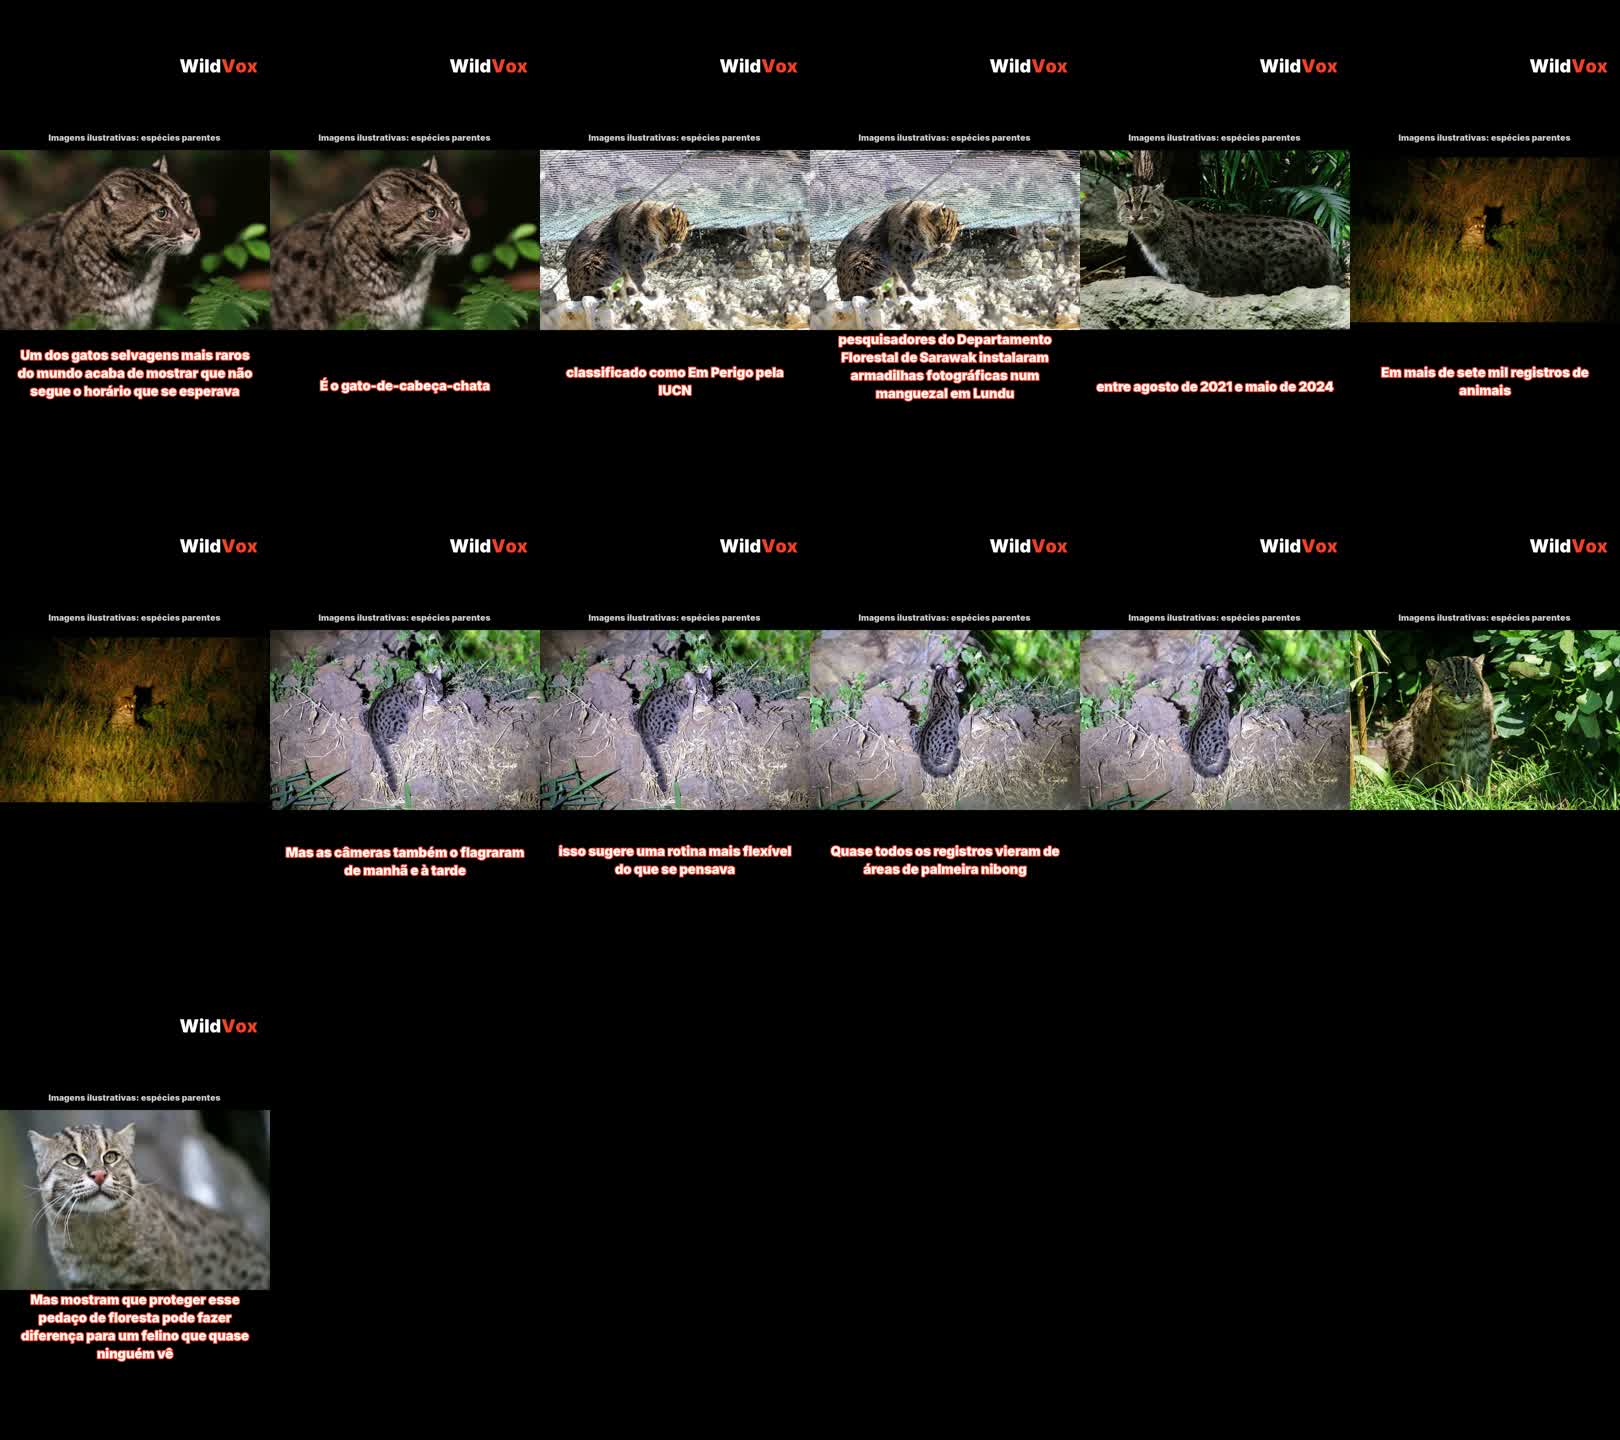 WildVox
Imagens ilustrativas: espécies parentes
Um dos gatos selvagens mais raros
do mundo acaba de mostrar que não
segue o horário que se esperava
WildVox
Imagens ilustrativas: espécies parentes
É o gato-de-cabeça-chata
WildVox
Imagens ilustrativas: espécies parentes
classificado como Em Perigo pela
IUCN
WildVox
Imagens ilustrativas: espécies parentes
pesquisadores do Departamento
Florestal de Sarawak instalaram
armadilhas fotográficas num
manguezal em Lundu
WildVox
Imagens ilustrativas: espécies parentes
entre agosto de 2021 e maio de 2024
WildVox
Imagens ilustrativas: espécies parentes
Em mais de sete mil registros de
animais
WildVox
Imagens ilustrativas: espécies parentes
WildVox
Imagens ilustrativas: espécies parentes
Mas as câmeras também o flagraram
de manhã e à tarde
WildVox
Imagens ilustrativas: espécies parentes
isso sugere uma rotina mais flexível
do que se pensava
WildVox
Imagens ilustrativas: espécies parentes
Quase todos os registros vieram de
áreas de palmeira nibong
WildVox
Imagens ilustrativas: espécies parentes
WildVox
Imagens ilustrativas: espécies parentes
WildVox
Imagens ilustrativas: espécies parentes
Mas mostram que proteger esse
pedaço de floresta pode fazer
diferença para um felino que quase
ninguém vê